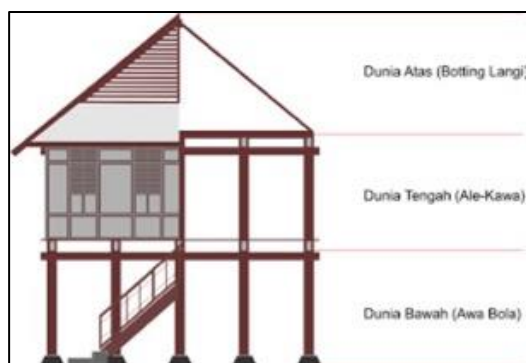 Dunia Atas (Botting Langi)
Dunia Tengah (Ale-Kawa)
Dunia Bawah (Awa Bola)